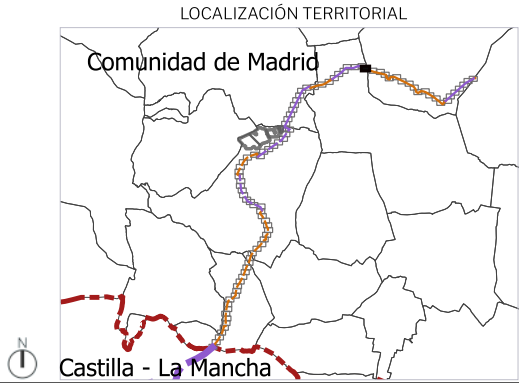 LOCALIZACIÓN TERRITORIAL
Comunidad de Madrid
N
Castilla - La Mancha